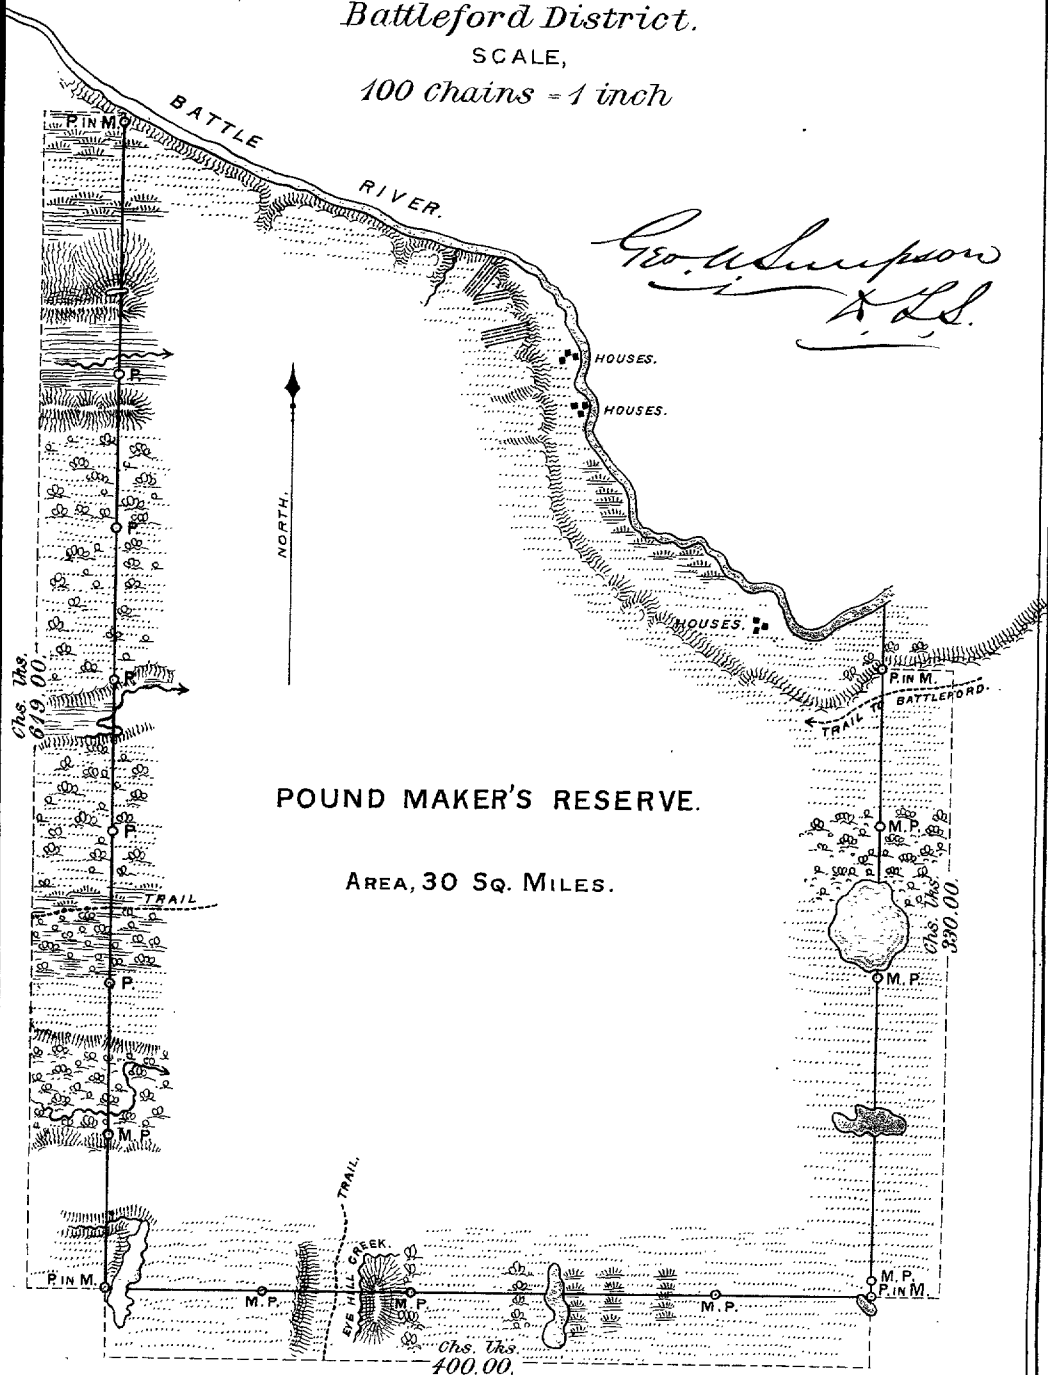 Battleford District.
SCALE,
100 Chains = 1 inch
P. IN M.
BATTLE
RIVER.
Geo. A Simpson
D. L. S.
HOUSES.
P.
HOUSES.
NORTH.
P.
HOUSES.
P.
P. IN M.
TRAIL TO BATTLEFORD.
Chs. lks.
619.00.
POUND MAKER'S RESERVE.
P.
M. P.
AREA, 30 SQ. MILES.
TRAIL
Chs. lks.
330.00.
P.
M. P.
M. P.
TRAIL.
EYE HILL CREEK.
P. IN M.
M. P.
M. P.
M. P.
M. P.
P. IN M.
Chs. lks.
400.00.